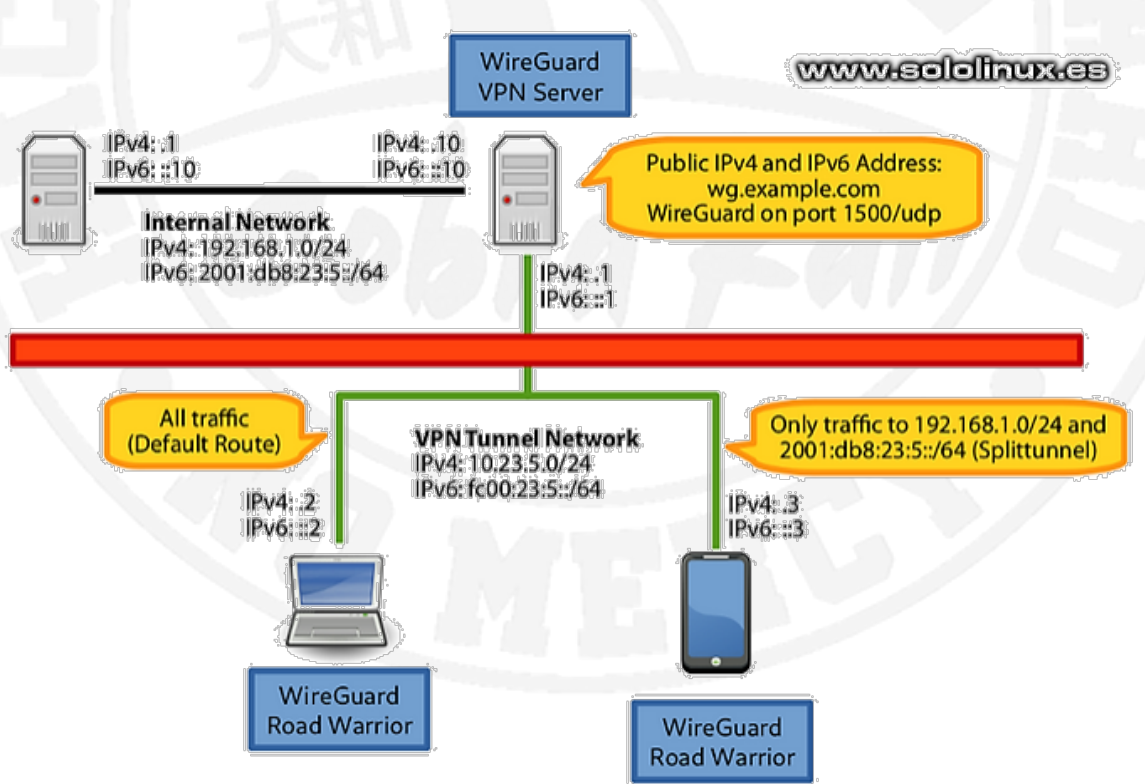 WireGuard
VPN Server
www.sololinux.es
IPv4: .1
IPv6: ::10
IPv4: .10
IPv6: ::10
Public IPv4 and IPv6 Address:
wg.example.com
WireGuard on port 1500/udp
Internal Network
IPv4: 192.168.1.0/24
IPv6: 2001:db8:23:5::/64
IPv4: .1
IPv6: ::1
All traffic
(Default Route)
VPN Tunnel Network
IPv4: 10.23.5.0/24
IPv6: fc00:23:5::/64
Only traffic to 192.168.1.0/24 and
2001:db8:23:5::/64 (Splittunnel)
IPv4: .2
IPv6: ::2
IPv4: .3
IPv6: ::3
WireGuard
Road Warrior
WireGuard
Road Warrior
大和
NO MERCY